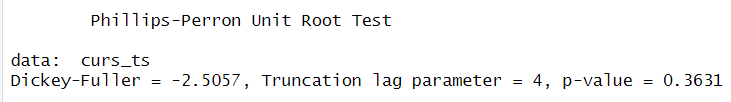 Phillips-Perron Unit Root Test
data:  curs_ts
Dickey-Fuller = -2.5057, Truncation lag parameter = 4, p-value = 0.3631